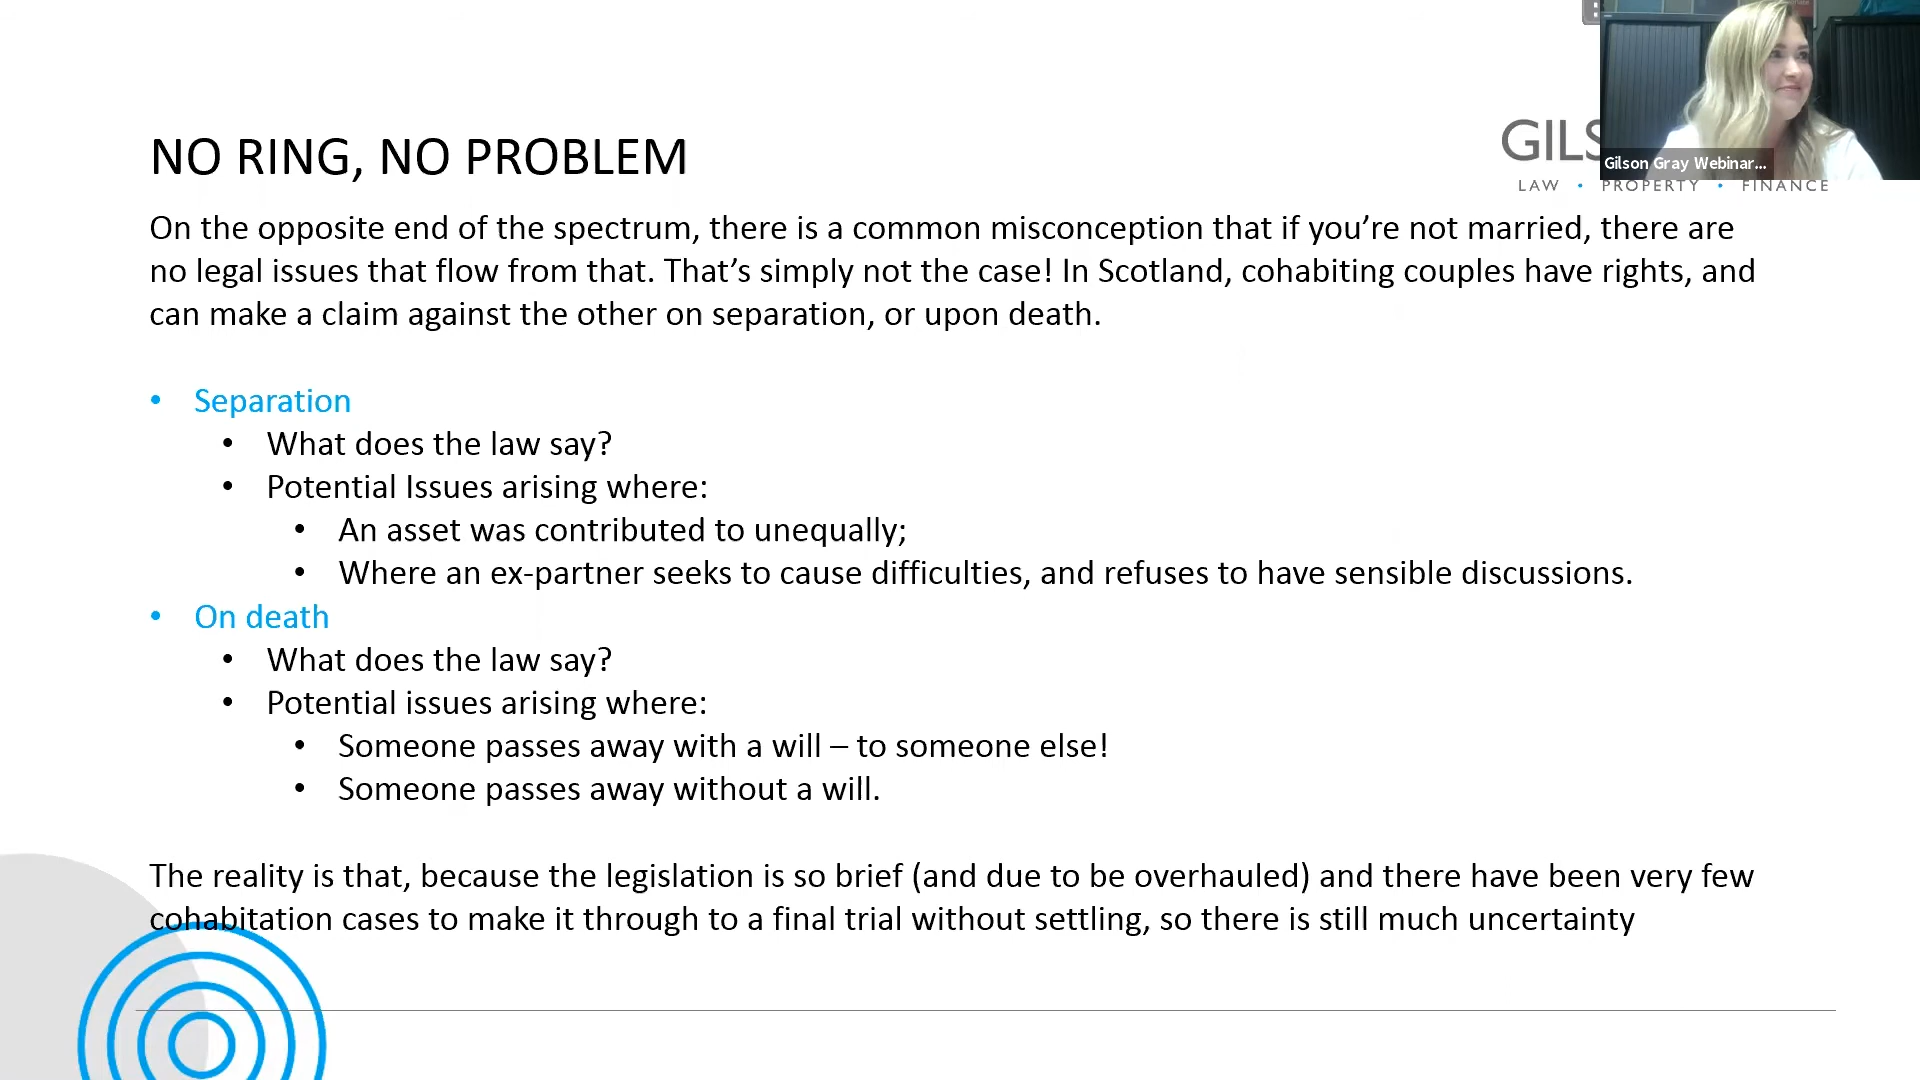 NO RING, NO PROBLEM
GILS
Gilson Gray Webinar...
LAW • PROPERTY • FINANCE
On the opposite end of the spectrum, there is a common misconception that if you’re not married, there are
no legal issues that flow from that. That’s simply not the case! In Scotland, cohabiting couples have rights, and
can make a claim against the other on separation, or upon death.
• Separation
• What does the law say?
• Potential Issues arising where:
• An asset was contributed to unequally;
• Where an ex-partner seeks to cause difficulties, and refuses to have sensible discussions.
• On death
• What does the law say?
• Potential issues arising where:
• Someone passes away with a will – to someone else!
• Someone passes away without a will.
The reality is that, because the legislation is so brief (and due to be overhauled) and there have been very few
cohabitation cases to make it through to a final trial without settling, so there is still much uncertainty